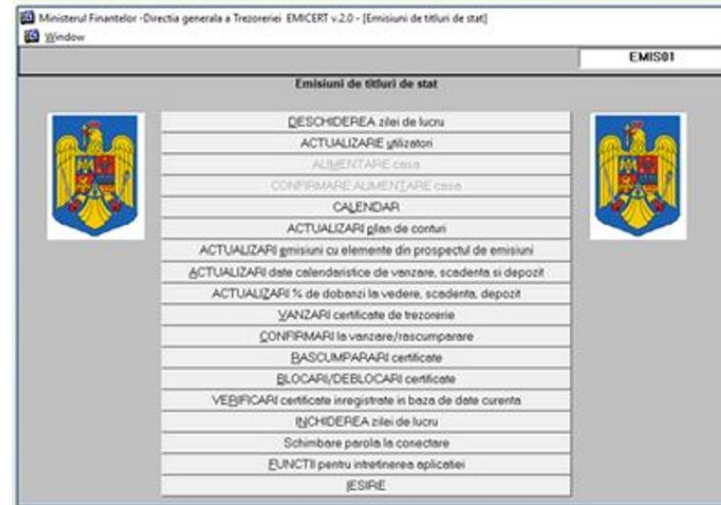 Ministerul Finantelor -Directia generala a Trezoreriei EMICERT v.2.0 - [Emisiuni de titluri de stat]
Window
EMIS01
Emisiuni de titluri de stat
DESCHIDEREA zilei de lucru
ACTUALIZARE utilizatori
ALIMENTARE casa
CONFIRMARE ALIMENTARE casa
CALENDAR
ACTUALIZARI plan de conturi
ACTUALIZARI emisiuni cu elemente din prospectul de emisiuni
ACTUALIZARI date calendaristice de vanzare, scadenta si depozit
ACTUALIZARI % de dobanzi la vedere, scadenta, depozit
VANZARI certificate de trezorerie
CONFIRMARI la vanzare/rascumparare
RASCUMPARARI certificate
BLOCARI/DEBLOCARI certificate
VERIFICARI certificate inregistrate in baza de date curenta
INCHIDEREA zilei de lucru
Schimbare parola la conectare
FUNCTII pentru intretinerea aplicatiei
IESIRE